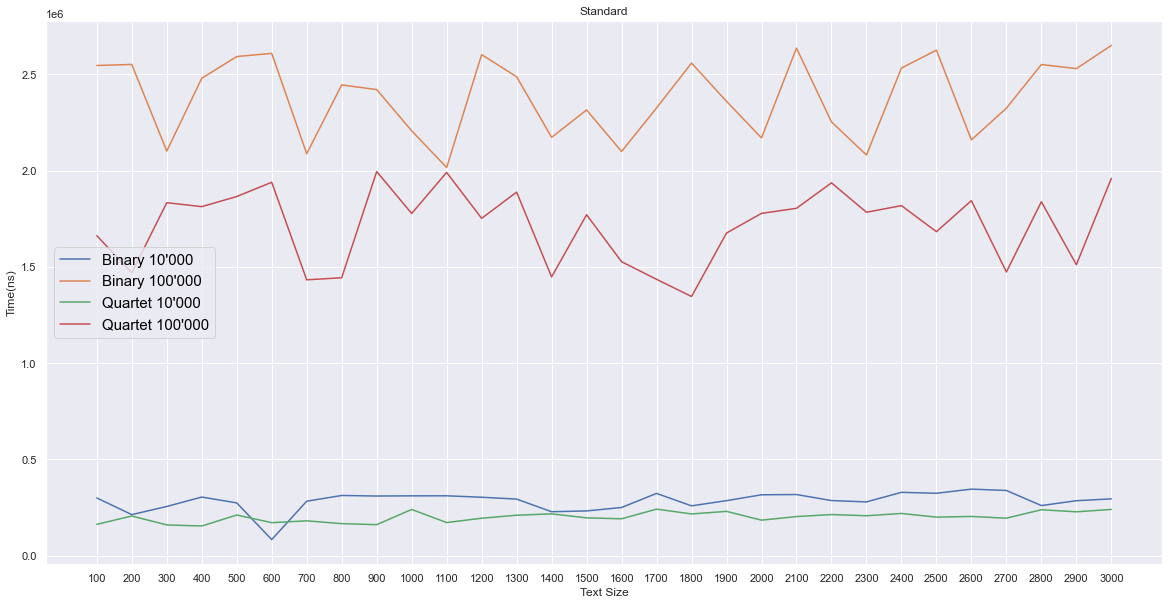 Standard
1e6
2.5
2.0
1.5
1.0
0.5
0.0
Time(ns)
Binary 10'000
Binary 100'000
Quartet 10'000
Quartet 100'000
100 200 300 400 500 600 700 800 900 1000 1100 1200 1300 1400 1500 1600 1700 1800 1900 2000 2100 2200 2300 2400 2500 2600 2700 2800 2900 3000
Text Size